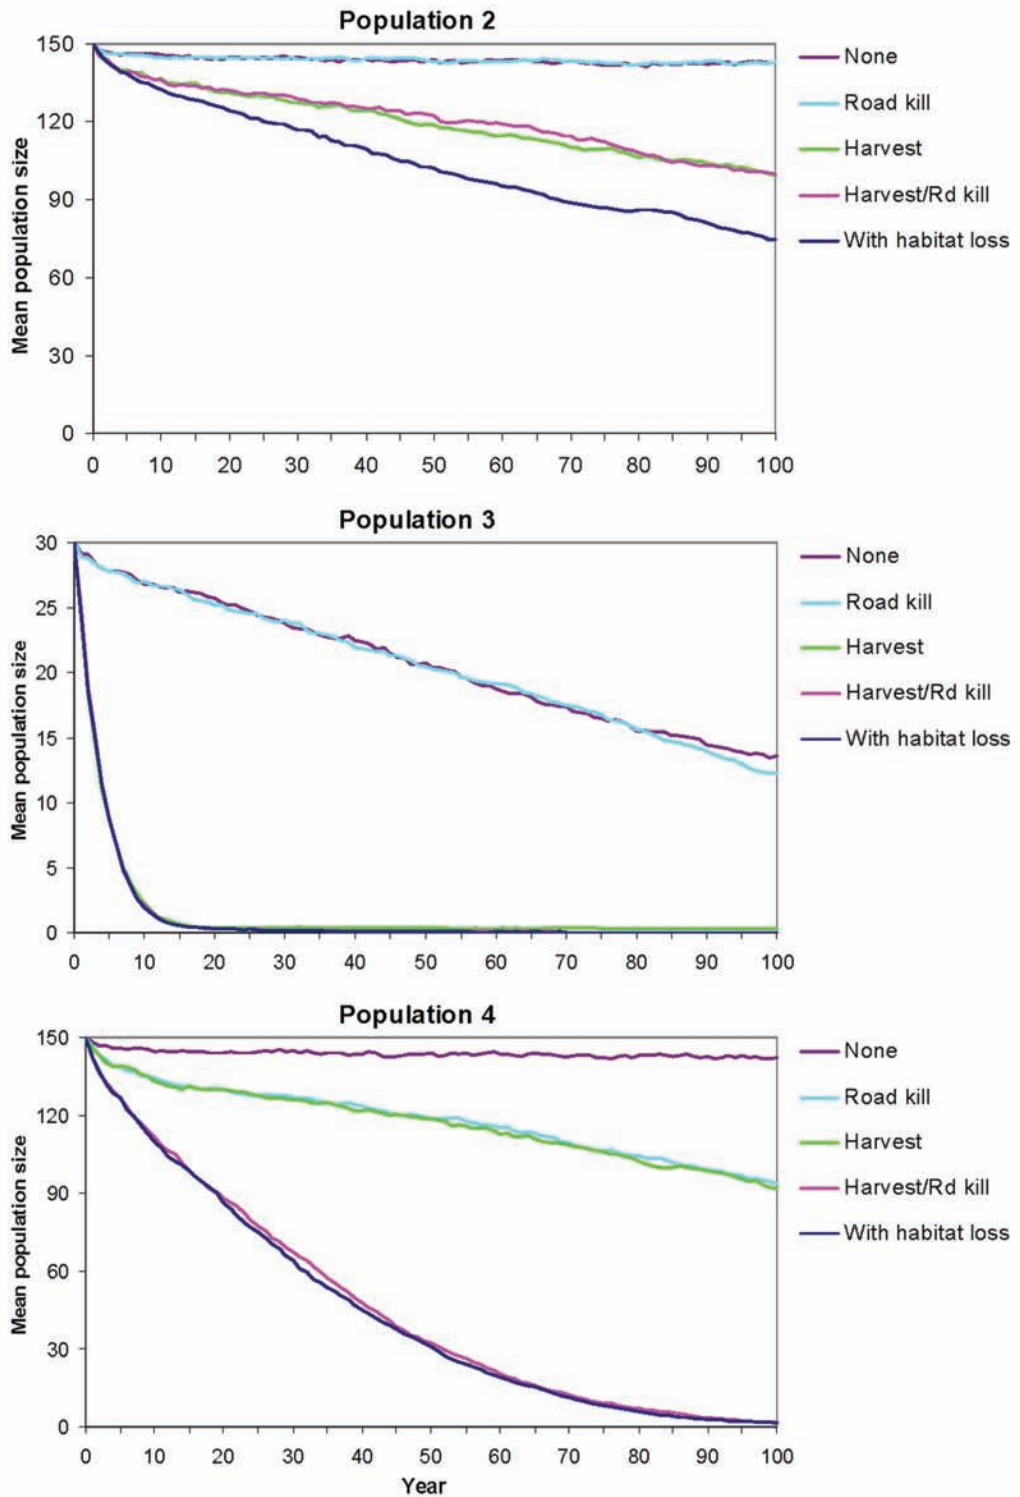 Population 2
Mean population size
150
120
90
60
30
0
0 10 20 30 40 50 60 70 80 90 100
None
Road kill
Harvest
Harvest/Rd kill
With habitat loss
Population 3
Mean population size
30
25
20
15
10
5
0
0 10 20 30 40 50 60 70 80 90 100
None
Road kill
Harvest
Harvest/Rd kill
With habitat loss
Population 4
Mean population size
150
120
90
60
30
0
0 10 20 30 40 50 60 70 80 90 100
Year
None
Road kill
Harvest
Harvest/Rd kill
With habitat loss